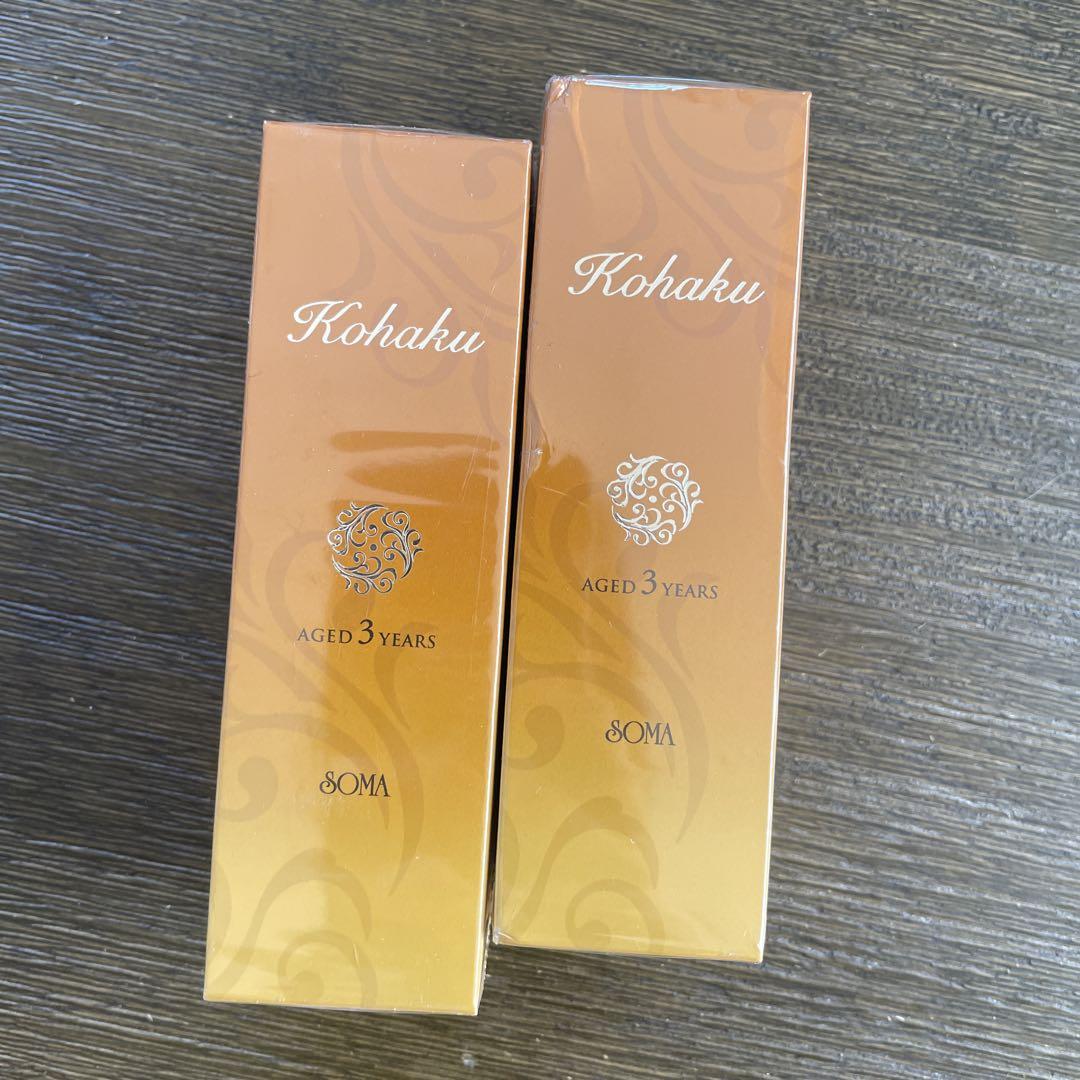 Kohaku
AGED 3 YEARS
SOMA
Kohaku
AGED 3 YEARS
SOMA